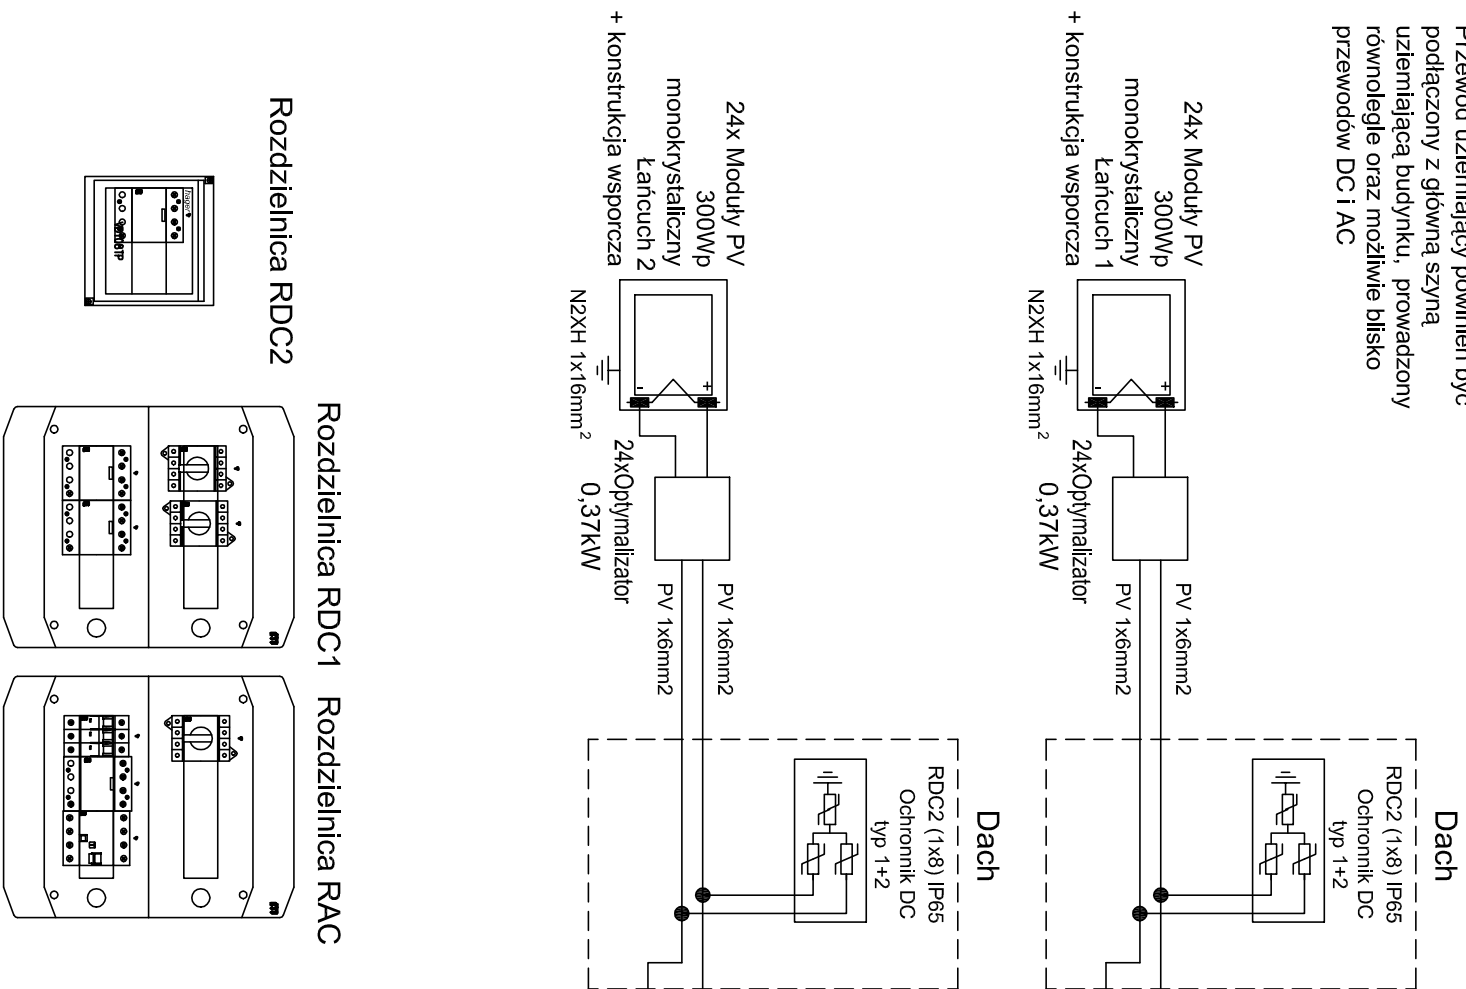 podłączony z główną szyną
uziemiającą budynku, prowadzony
równolegle oraz możliwie blisko
przewodów DC i AC
24x Moduły PV
300Wp
monokrystaliczny
Łańcuch 1
+ konstrukcja wsporcza
+
-
N2XH 1x16mm2
24xOptymalizator
0,37kW
PV 1x6mm2
PV 1x6mm2
Dach
RDC2 (1x8) IP65
Ochronnik DC
typ 1+2
24x Moduły PV
300Wp
monokrystaliczny
Łańcuch 2
+ konstrukcja wsporcza
+
-
N2XH 1x16mm2
24xOptymalizator
0,37kW
PV 1x6mm2
PV 1x6mm2
Dach
RDC2 (1x8) IP65
Ochronnik DC
typ 1+2
Rozdzielnica RDC2
hager
Rozdzielnica RDC1
Rozdzielnica RAC